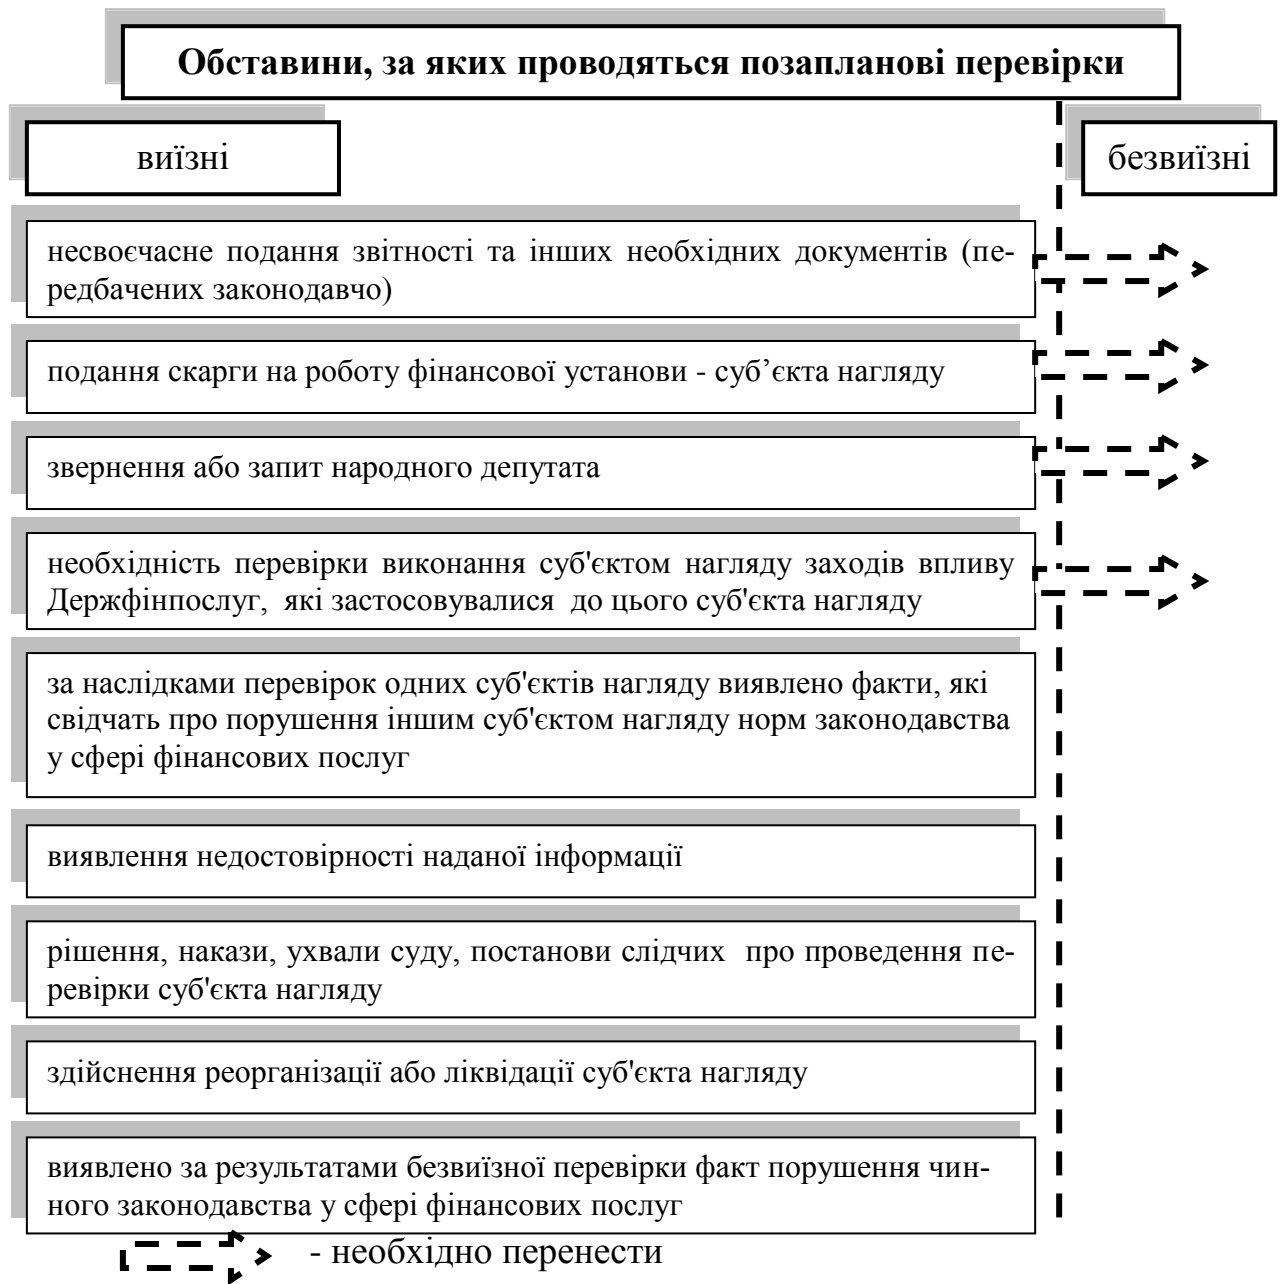 Обставини, за яких проводяться позапланові перевірки
виїзні
безвиїзні
несвоєчасне подання звітності та інших необхідних документів (пе-
редбачених законодавчо)
подання скарги на роботу фінансової установи - суб’єкта нагляду
звернення або запит народного депутата
необхідність перевірки виконання суб'єктом нагляду заходів впливу
Держфінпослуг, які застосовувалися до цього суб'єкта нагляду
за наслідками перевірок одних суб'єктів нагляду виявлено факти, які
свідчать про порушення іншим суб'єктом нагляду норм законодавства
у сфері фінансових послуг
виявлення недостовірності наданої інформації
рішення, накази, ухвали суду, постанови слідчих про проведення пе-
ревірки суб'єкта нагляду
здійснення реорганізації або ліквідації суб'єкта нагляду
виявлено за результатами безвиїзної перевірки факт порушення чин-
ного законодавства у сфері фінансових послуг
- необхідно перенести